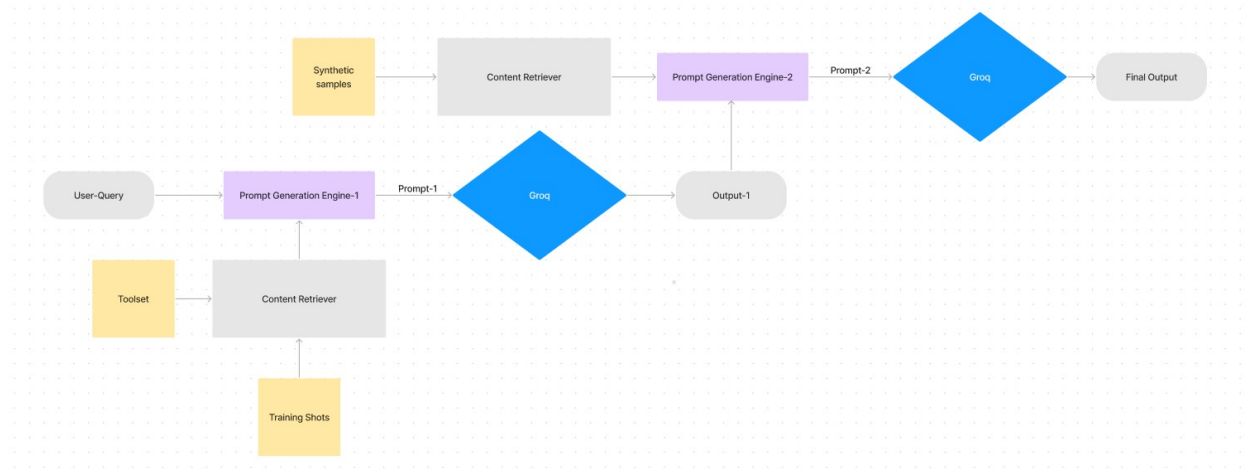 Synthetic
samples
Content Retriever
Prompt Generation Engine-2
Prompt-2
Groq
Final Output
User-Query
Prompt Generation Engine-1
Prompt-1
Groq
Output-1
Toolset
Content Retriever
Training Shots